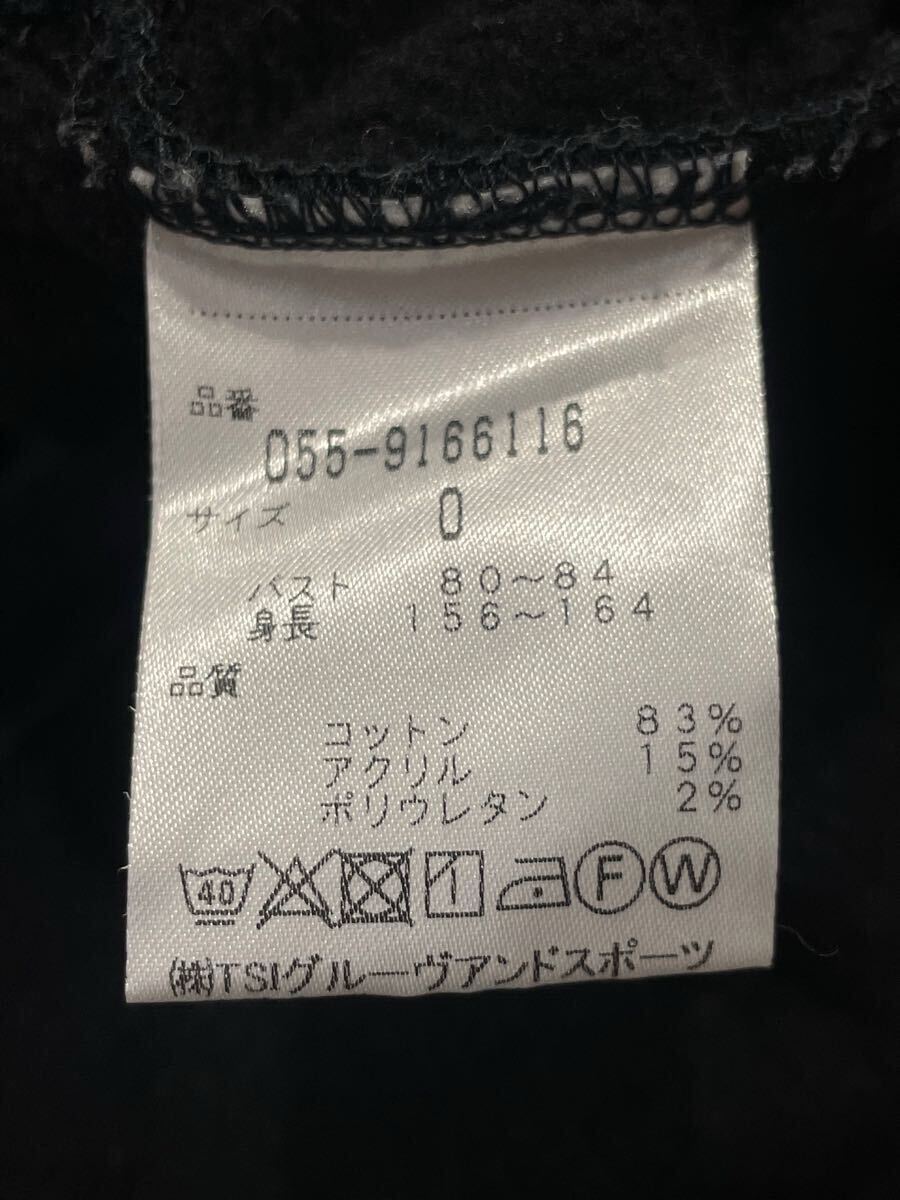 品番
055-9166116
サイズ 0
バスト 80～84
身長 156～164
品質
コットン 83%
アクリル 15%
ポリウレタン 2%
40 F W
㈱TSIグルーヴアンドスポーツ